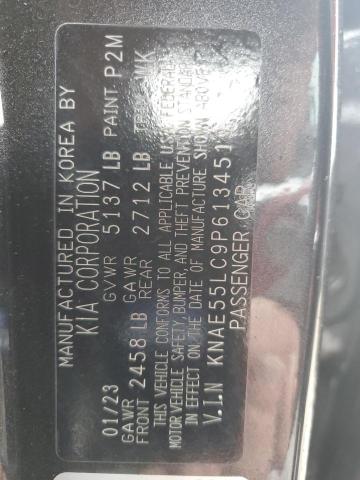 MANUFACTURED IN KOREA BY
KIA CORPORATION
01/23 GVWR 5137 LB PAINT P2M
GAWR FRONT 2458 LB GAWR REAR 2712 LB
THIS VEHICLE CONFORMS TO ALL APPLICABLE U.S. FEDERAL
MOTOR VEHICLE SAFETY, BUMPER, AND THEFT PREVENTION STANDARDS
IN EFFECT ON THE DATE OF MANUFACTURE SHOWN ABOVE.
V.I.N KNAE55LC9P6134517
PASSENGER CAR